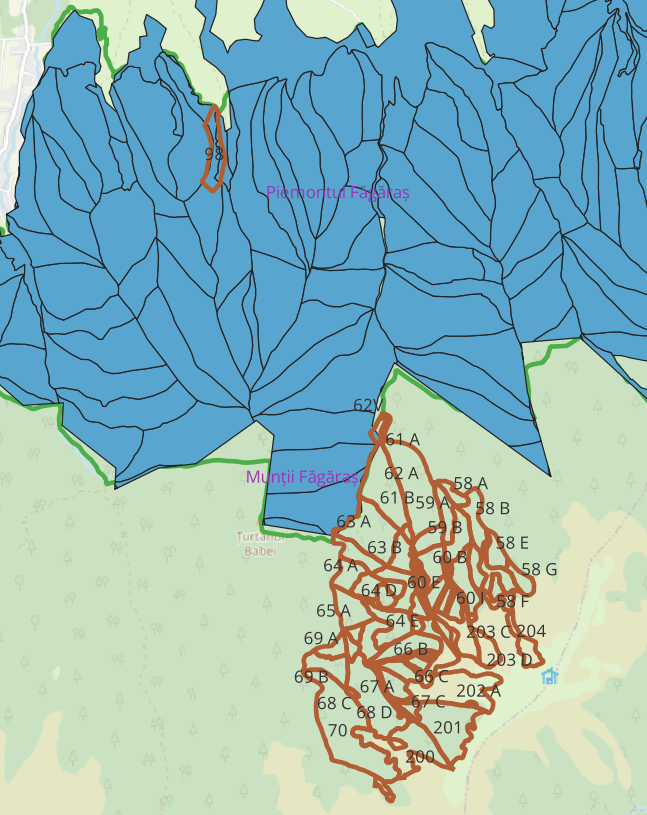 98
Piemontul Făgăraș
62V
61 A
Munții Făgăraș
62 A
58 A
61 B
59 A
58 B
63 A
59 B
58 E
Turtanu
Babei
63 B
60 B
64 A
58 G
60 E
64 D
60 I
58 F
65 A
64 E
203 C
204
69 A
66 B
203 D
69 B
66 C
67 A
202 A
68 C
67 C
68 D
70
201
200